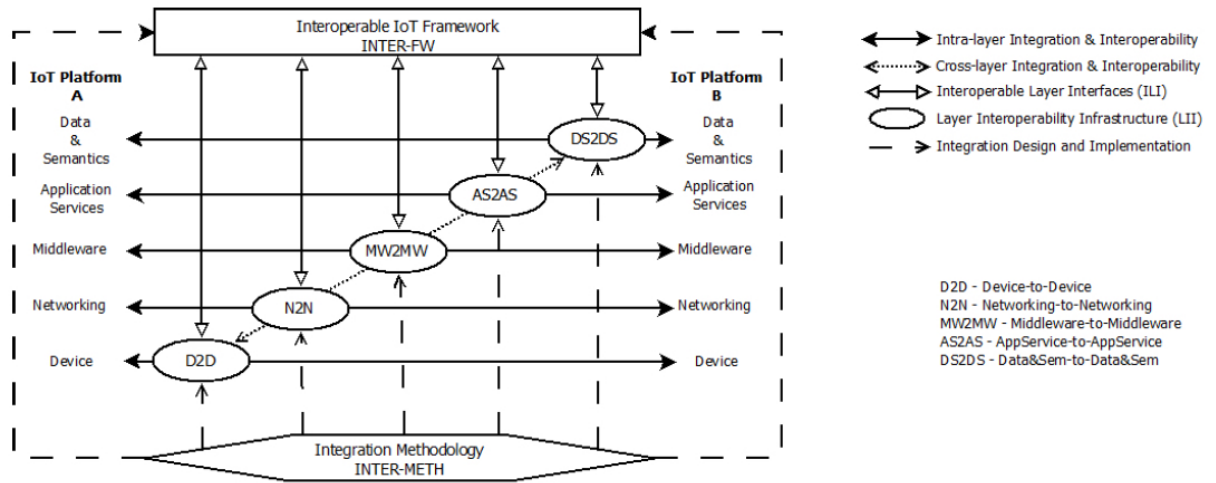 Interoperable IoT Framework
INTER-FW
IoT Platform
A
IoT Platform
B
Data
&
Semantics
DS2DS
Data
&
Semantics
Application
Services
AS2AS
Application
Services
Middleware
MW2MW
Middleware
Networking
N2N
Networking
Device
D2D
Device
Integration Methodology
INTER-METH
Intra-layer Integration & Interoperability
Cross-layer Integration & Interoperability
Interoperable Layer Interfaces (ILI)
Layer Interoperability Infrastructure (LII)
Integration Design and Implementation
D2D - Device-to-Device
N2N - Networking-to-Networking
MW2MW - Middleware-to-Middleware
AS2AS - AppService-to-AppService
DS2DS - Data&Sem-to-Data&Sem